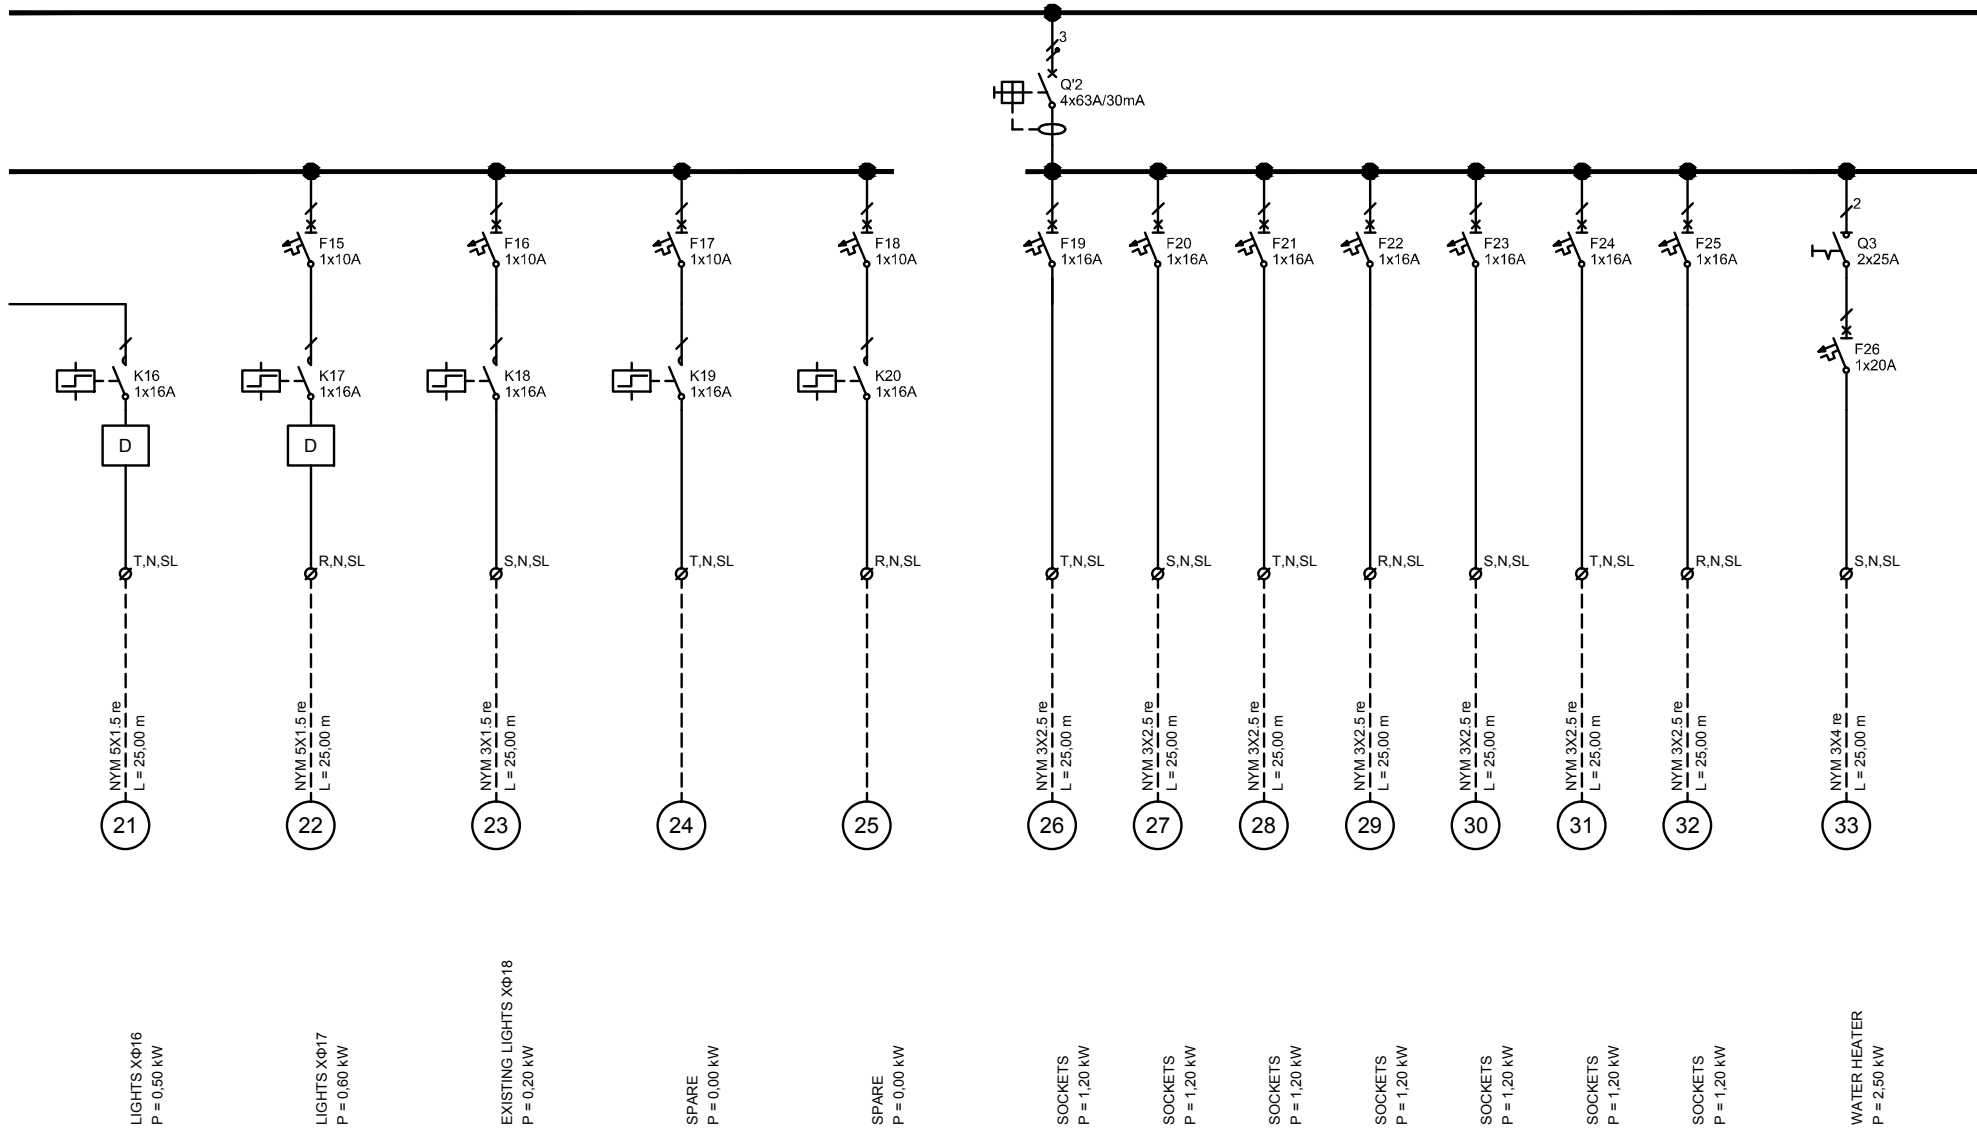 3
Q'2
4x63A/30mA
F15
1x10A
F16
1x10A
F17
1x10A
F18
1x10A
F19
1x16A
F20
1x16A
F21
1x16A
F22
1x16A
F23
1x16A
F24
1x16A
F25
1x16A
2
Q3
2x25A
F26
1x20A
K16
1x16A
K17
1x16A
K18
1x16A
K19
1x16A
K20
1x16A
D
D
T,N,SL
R,N,SL
S,N,SL
T,N,SL
R,N,SL
T,N,SL
S,N,SL
T,N,SL
R,N,SL
S,N,SL
T,N,SL
R,N,SL
S,N,SL
NYM 5X1.5 re
L = 25,00 m
NYM 5X1.5 re
L = 25,00 m
NYM 3X1.5 re
L = 25,00 m
NYM 3X2.5 re
L = 25,00 m
NYM 3X2.5 re
L = 25,00 m
NYM 3X2.5 re
L = 25,00 m
NYM 3X2.5 re
L = 25,00 m
NYM 3X2.5 re
L = 25,00 m
NYM 3X2.5 re
L = 25,00 m
NYM 3X2.5 re
L = 25,00 m
NYM 3X4 re
L = 25,00 m
21
22
23
24
25
26
27
28
29
30
31
32
33
LIGHTS ΧΦ16
P = 0,50 kW
LIGHTS ΧΦ17
P = 0,60 kW
EXISTING LIGHTS ΧΦ18
P = 0,20 kW
SPARE
P = 0,00 kW
SPARE
P = 0,00 kW
SOCKETS
P = 1,20 kW
SOCKETS
P = 1,20 kW
SOCKETS
P = 1,20 kW
SOCKETS
P = 1,20 kW
SOCKETS
P = 1,20 kW
SOCKETS
P = 1,20 kW
SOCKETS
P = 1,20 kW
WATER HEATER
P = 2,50 kW